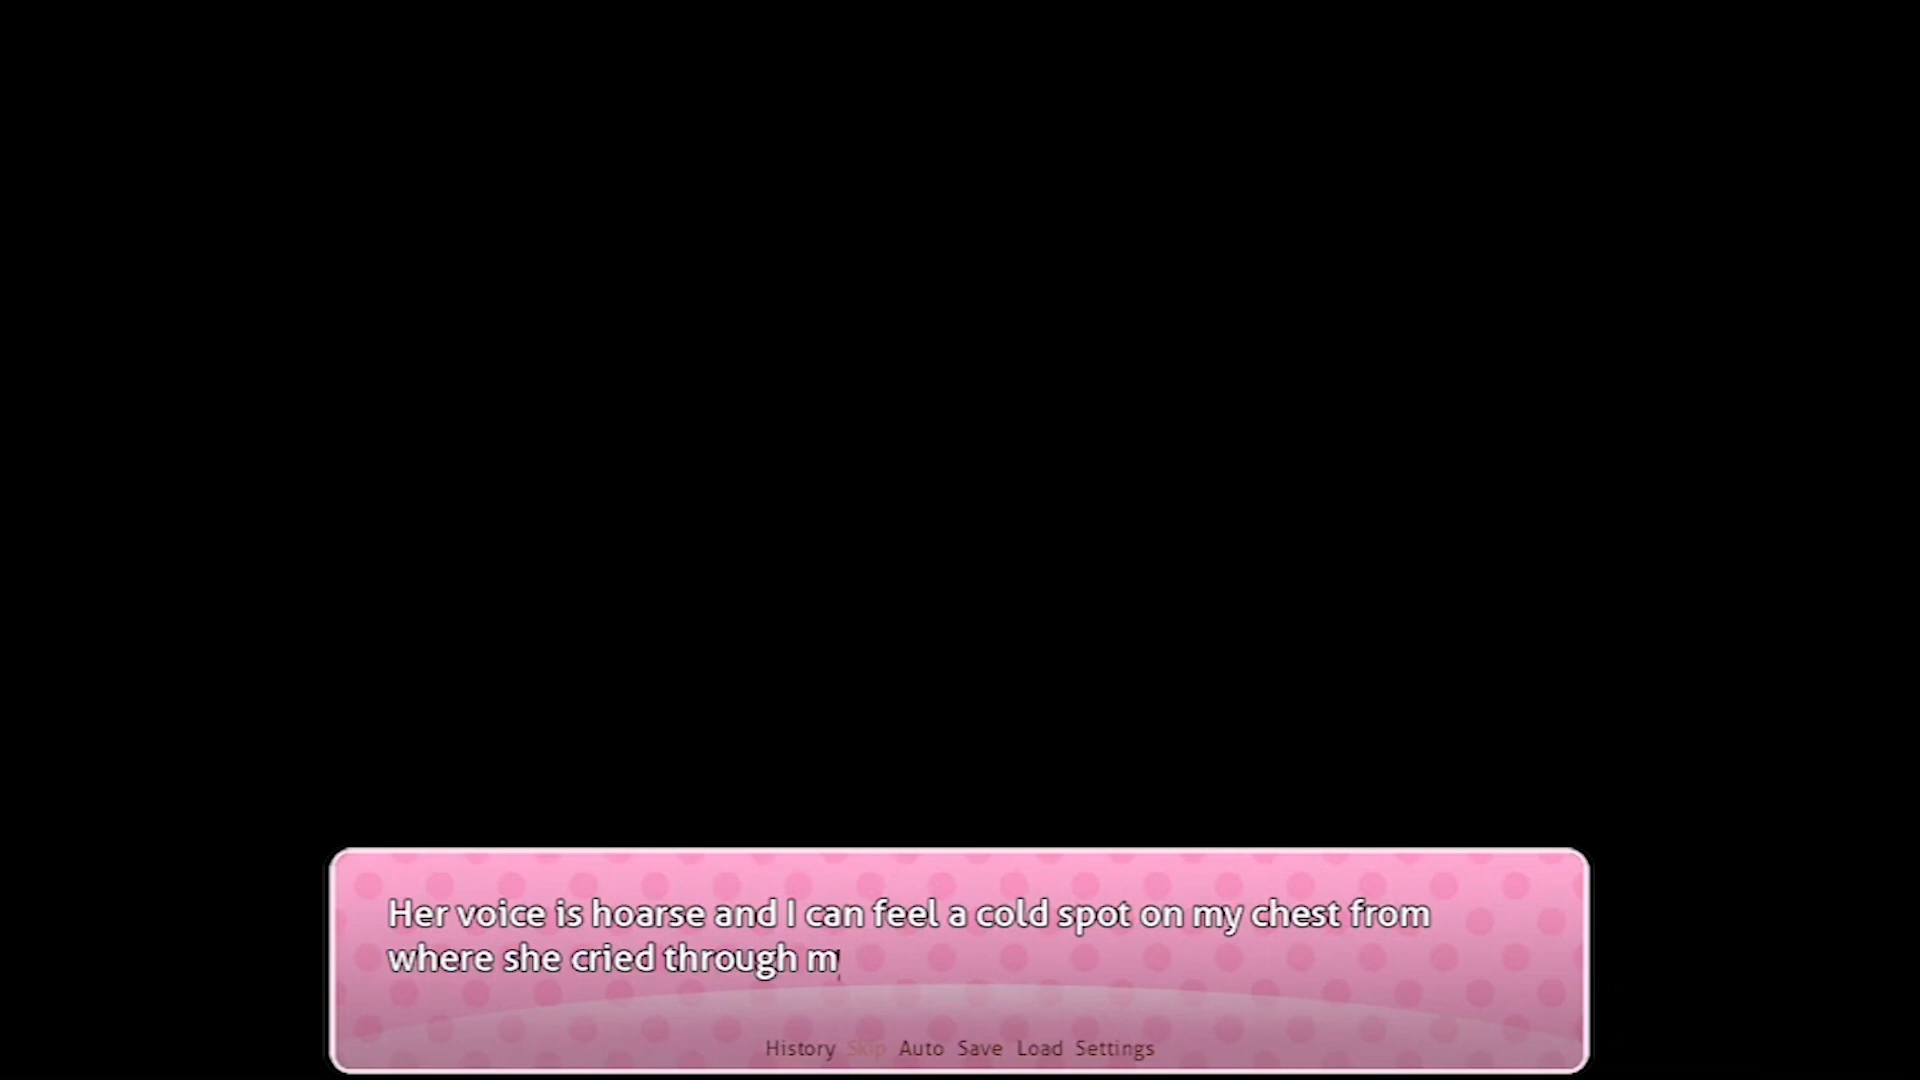 Her voice is hoarse and I can feel a cold spot on my chest from
where she cried through m
History Skip Auto Save Load Settings